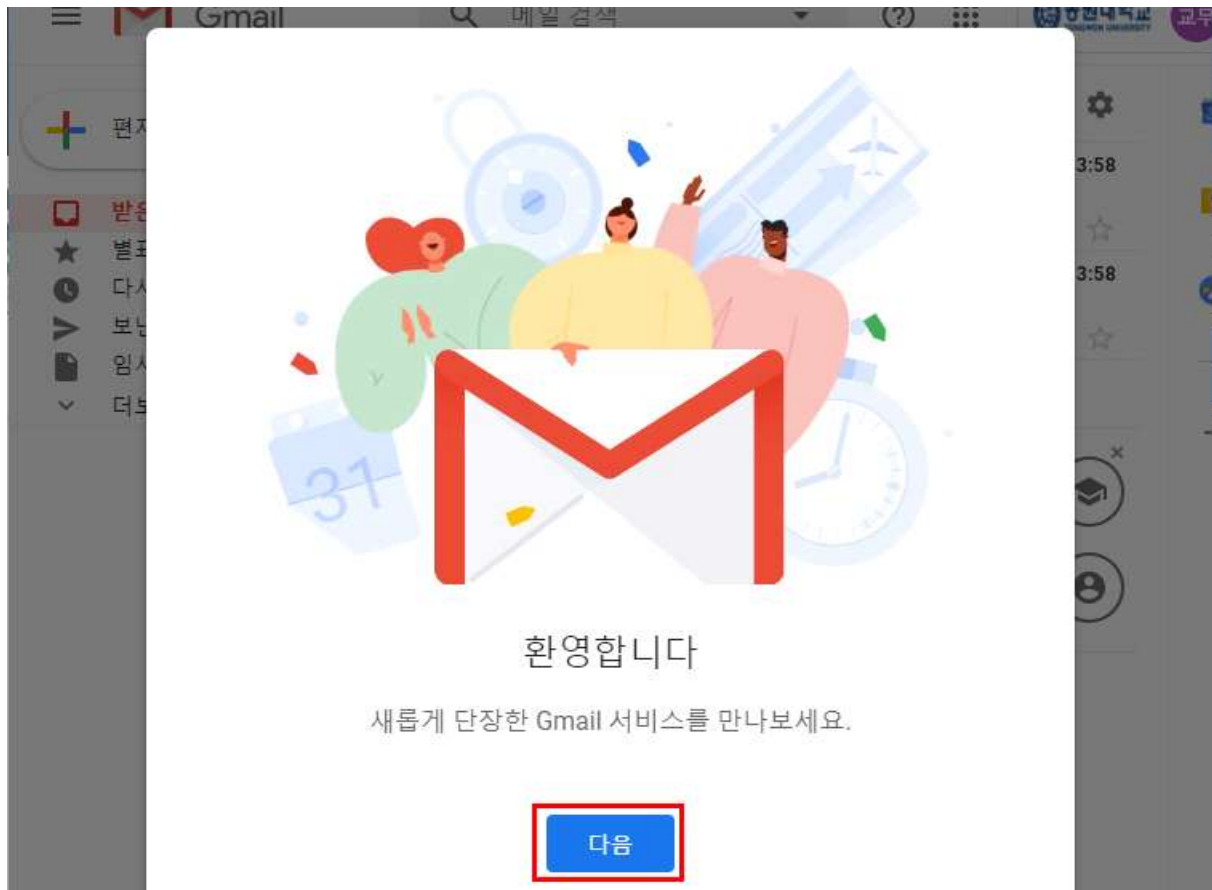 Gmail
메일 검색
교무
편지
받은
별표
3:58
다시
3:58
보낸
임시
더보
31
환영합니다
새롭게 단장한 Gmail 서비스를 만나보세요.
다음